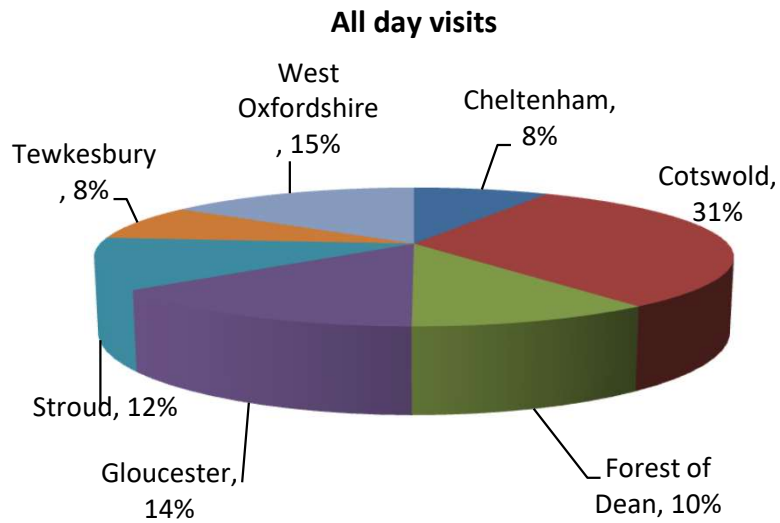 All day visits
West
Oxfordshire
, 15%
Cheltenham,
8%
Tewkesbury
, 8%
Cotswold,
31%
Stroud, 12%
Gloucester,
14%
Forest of
Dean, 10%